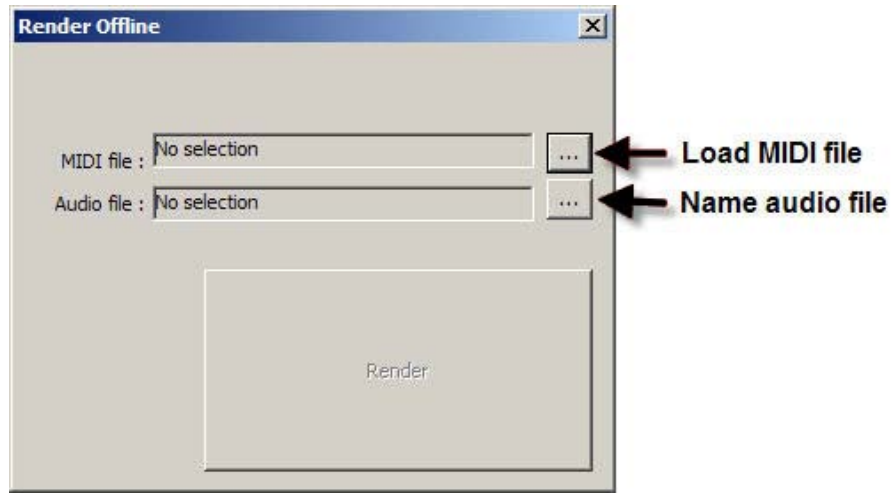 Render Offline
MIDI file : No selection ... Load MIDI file
Audio file : No selection ... Name audio file
Render